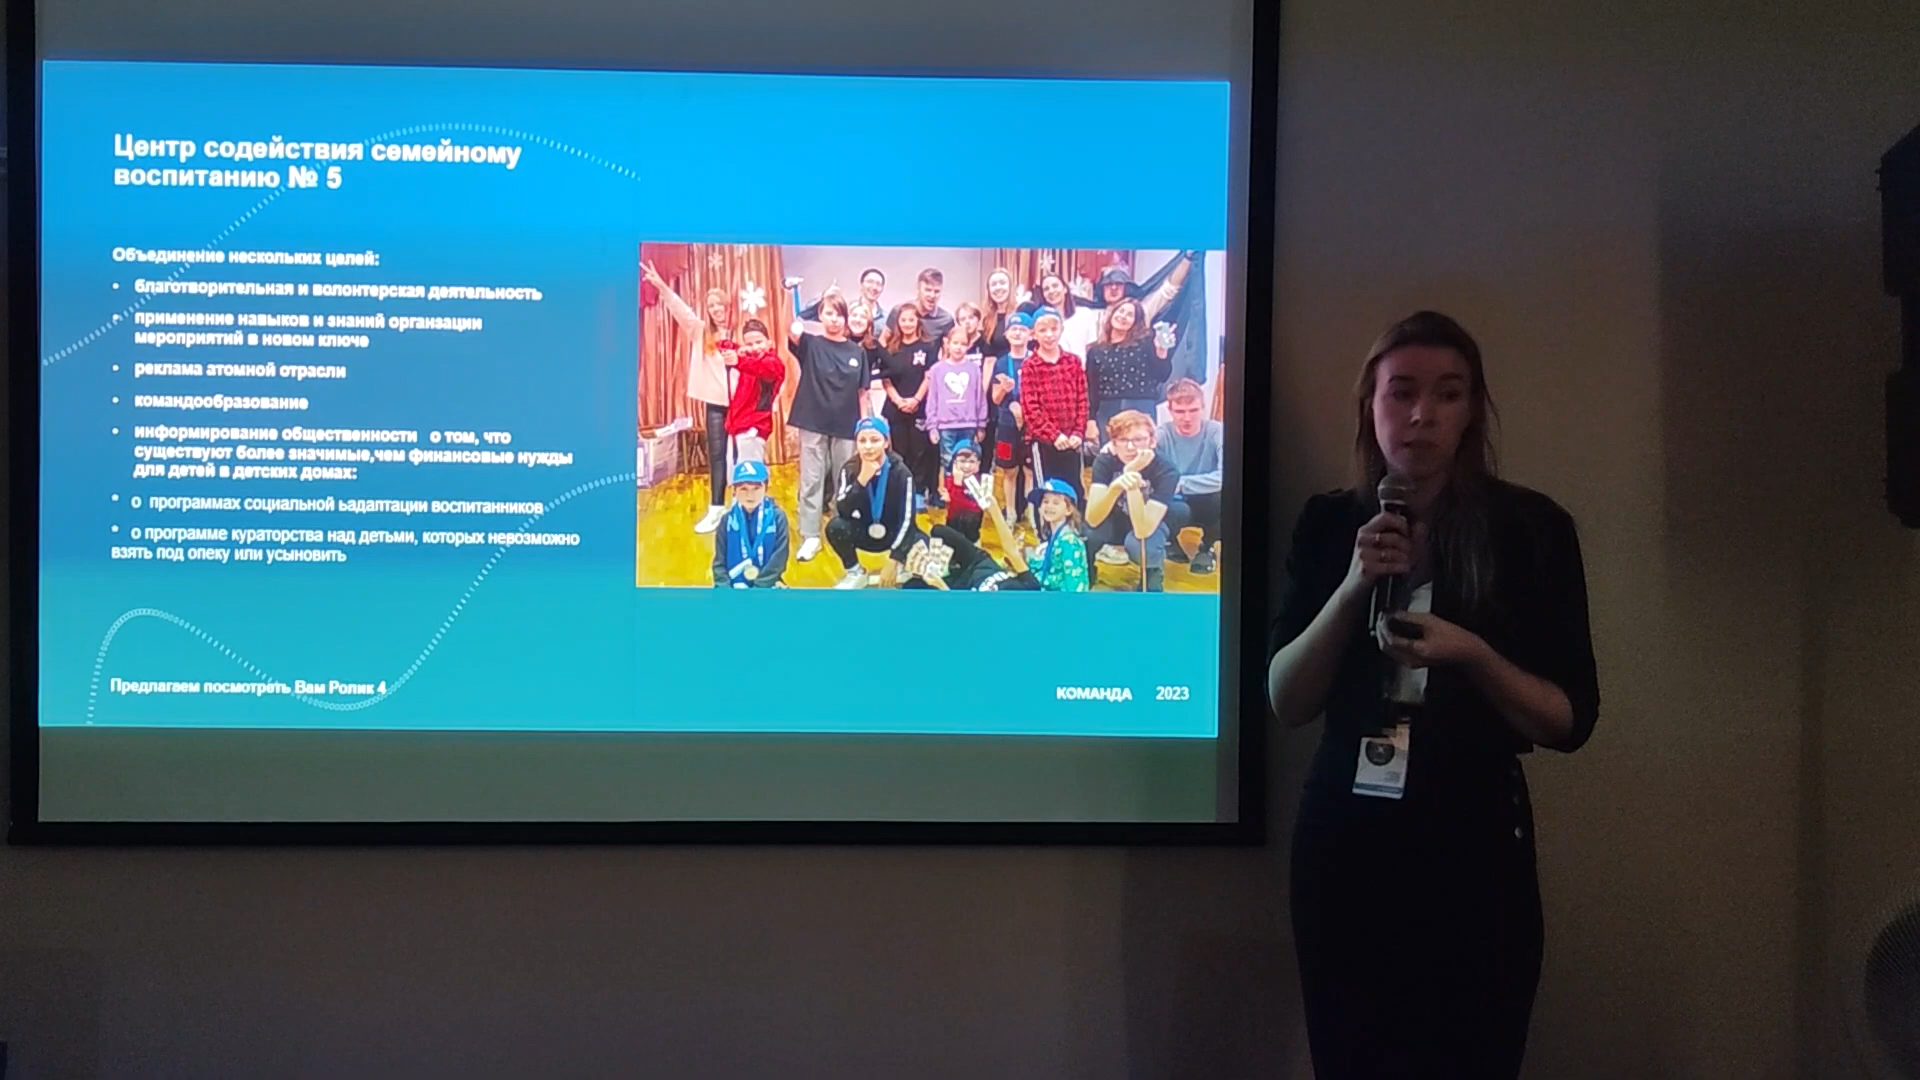 Центр содействия семейному
воспитанию № 5
Объединение нескольких целей:
• благотворительная и волонтерская деятельность
• применение навыков и знаний органзации
мероприятий в новом ключе
• реклама атомной отрасли
• командообразование
• информирование общественности о том, что
существуют более значимые,чем финансовые нужды
для детей в детских домах:
* о программах социальной ьадаптации воспитанников
* о программе кураторства над детьми, которых невозможно
взять под опеку или усыновить
Предлагаем посмотреть Вам Ролик 4
КОМАНДА 2023